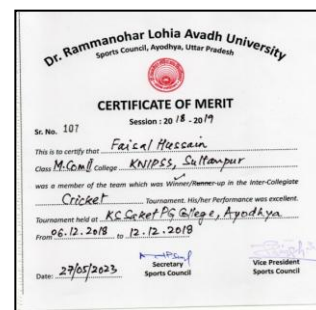 Dr. Rammanohar Lohia Avadh University
Sports Council, Ayodhya, Uttar Pradesh
CERTIFICATE OF MERIT
Session : 2018 - 2019
Sr. No. 107
This is to certify that Faisal Hussain
Class M.Com II College KNIPSS, Sultanpur
was a member of the team which was Winner/Runner-up in the Inter-Collegiate
Cricket Tournament. His/her Performance was excellent.
Tournament held at K.S. Saket PG College, Ayodhya
From 06.12.2018 to 12.12.2018
Date: 27/05/2023
Secretary
Sports Council
Vice President
Sports Council